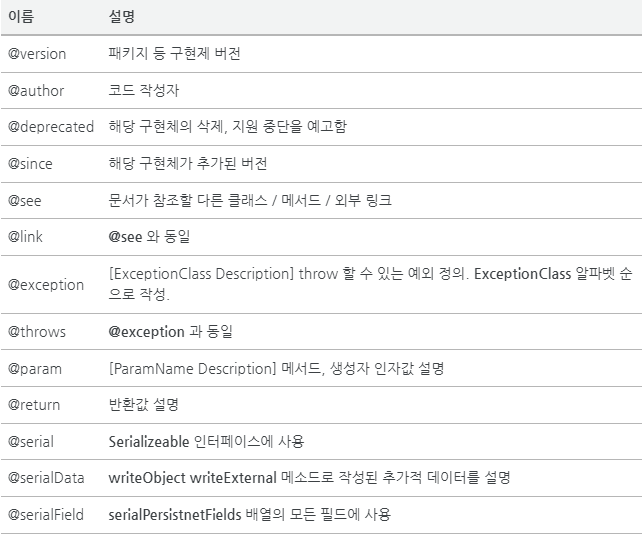 이름 설명
@version 패키지 등 구현제 버전
@author 코드 작성자
@deprecated 해당 구현체의 삭제, 지원 중단을 예고함
@since 해당 구현체가 추가된 버전
@see 문서가 참조할 다른 클래스 / 메서드 / 외부 링크
@link @see 와 동일
@exception [ExceptionClass Description] throw 할 수 있는 예외 정의. ExceptionClass 알파벳 순
으로 작성.
@throws @exception 과 동일
@param [ParamName Description] 메서드, 생성자 인자값 설명
@return 반환값 설명
@serial Serializeable 인터페이스에 사용
@serialData writeObject writeExternal 메소드로 작성된 추가적 데이터를 설명
@serialField serialPersistnetFields 배열의 모든 필드에 사용